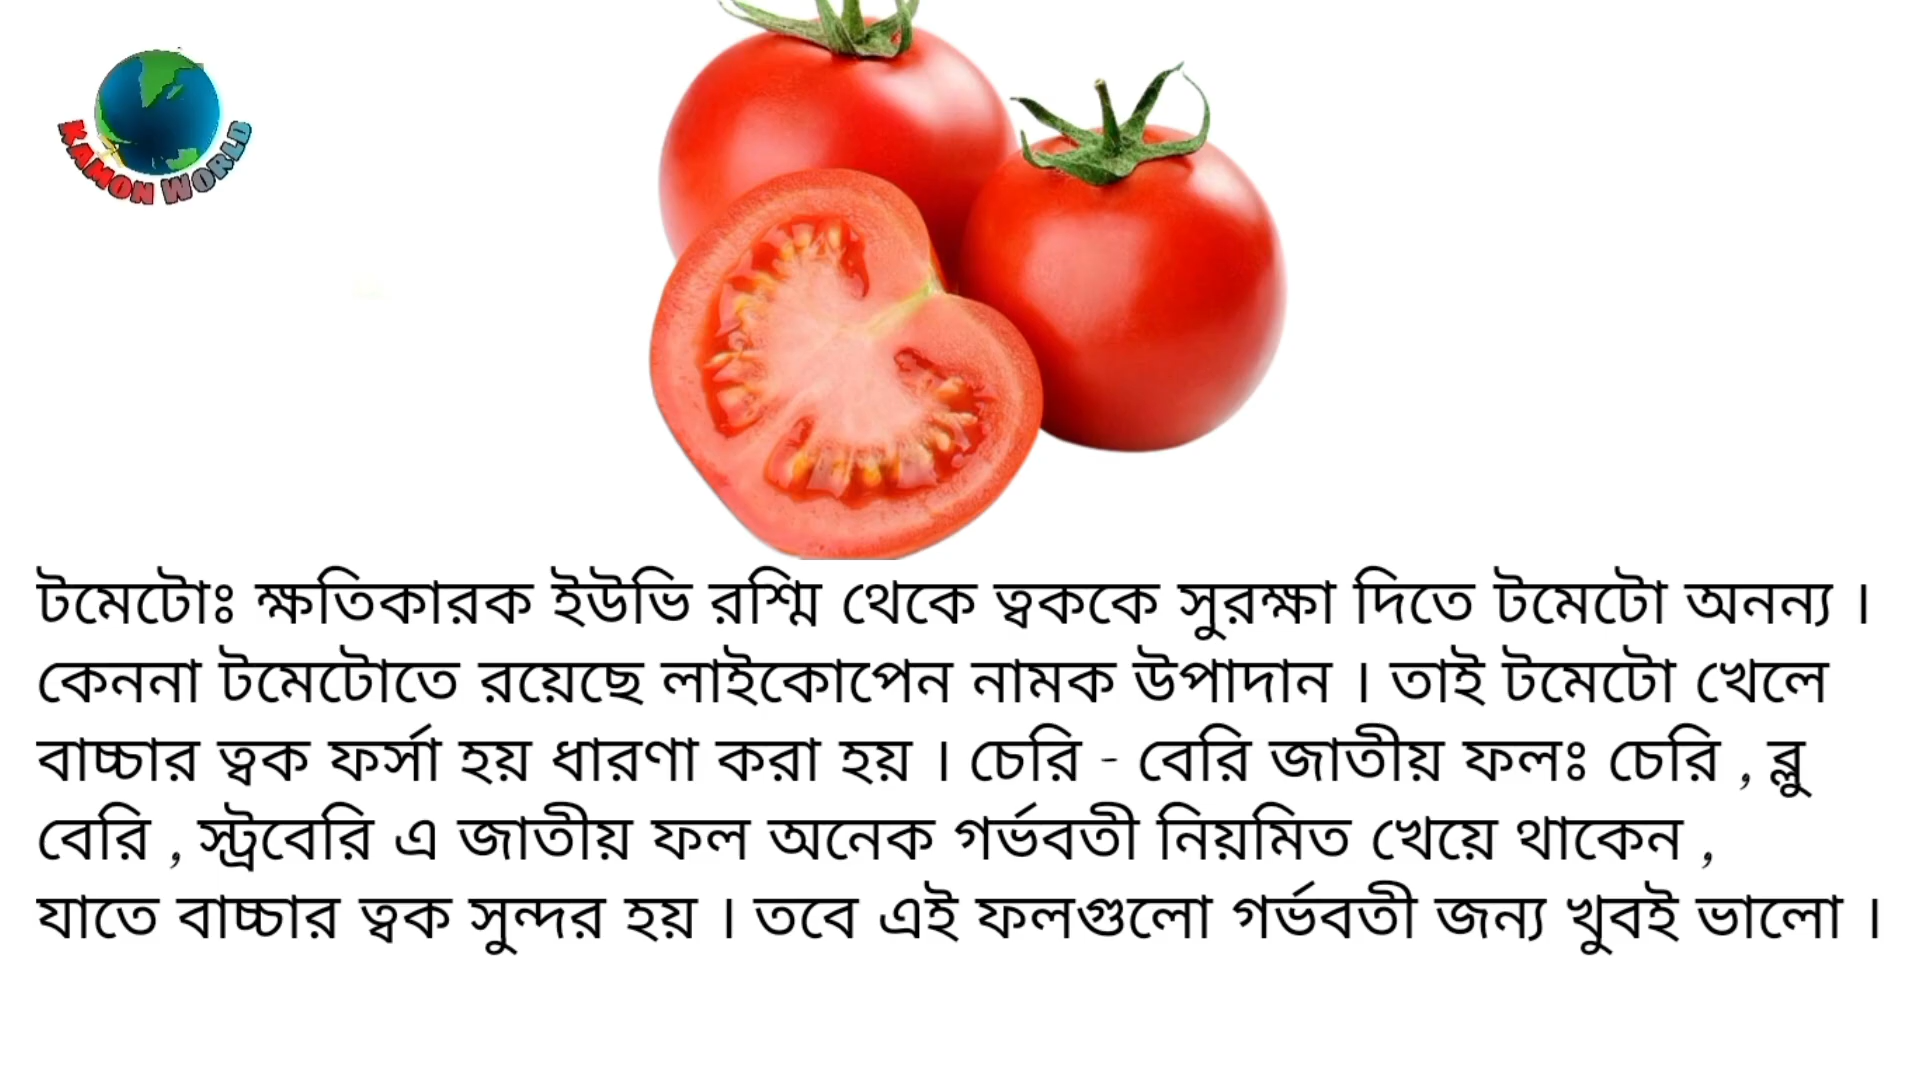 KAMON WORLD
টমেটোঃ ক্ষতিকারক ইউভি রশ্মি থেকে ত্বককে সুরক্ষা দিতে টমেটো অনন্য ।
কেননা টমেটোতে রয়েছে লাইকোপেন নামক উপাদান । তাই টমেটো খেলে
বাচ্চার ত্বক ফর্সা হয় ধারণা করা হয় । চেরি - বেরি জাতীয় ফলঃ চেরি , ব্লু
বেরি , স্ট্রবেরি এ জাতীয় ফল অনেক গর্ভবতী নিয়মিত খেয়ে থাকেন ,
যাতে বাচ্চার ত্বক সুন্দর হয় । তবে এই ফলগুলো গর্ভবতী জন্য খুবই ভালো ।